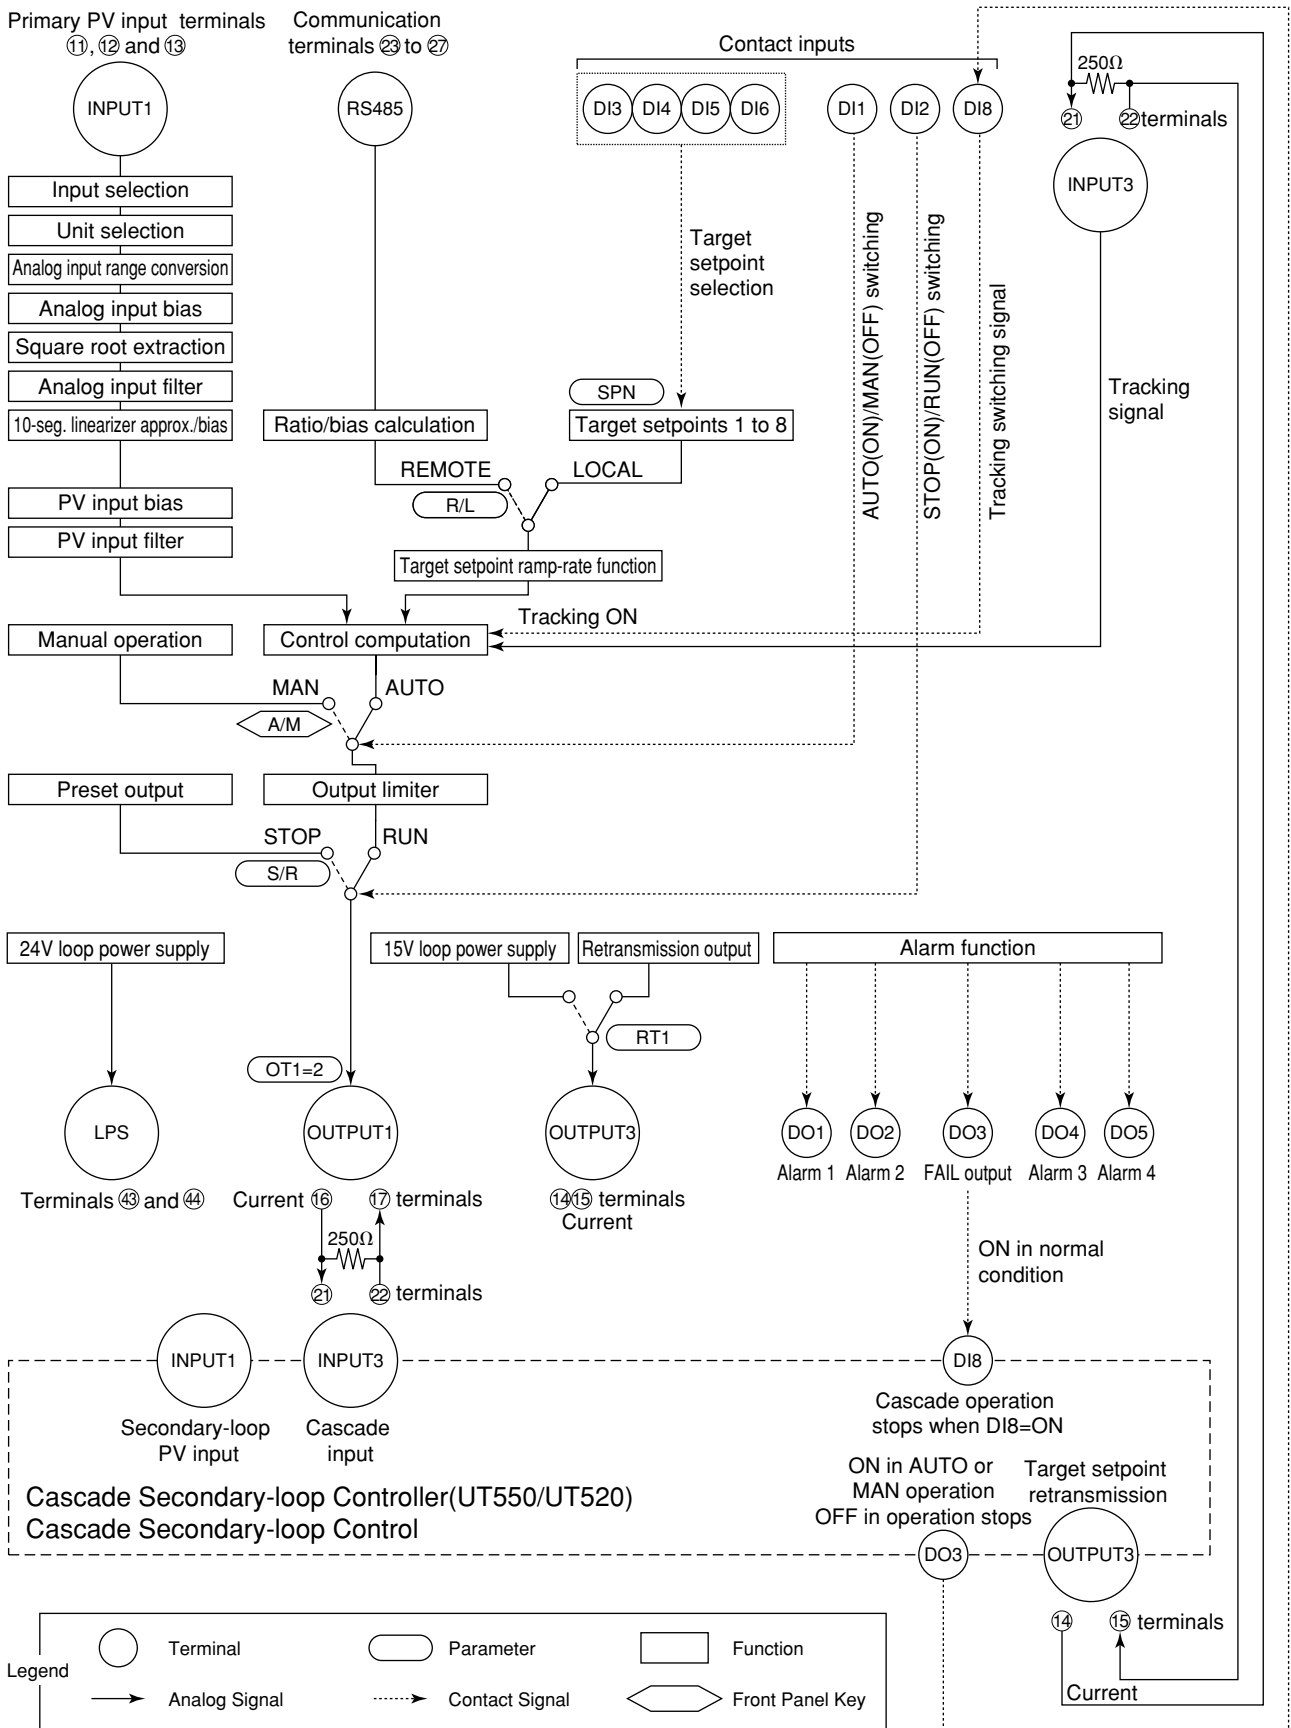 Primary PV input terminals
⑪, ⑫ and ⑬
Communication
terminals ㉓ to ㉗
Contact inputs
250Ω
㉑
㉒ terminals
INPUT1
RS485
DI3
DI4
DI5
DI6
DI1
DI2
DI8
INPUT3
Input selection
Unit selection
Analog input range conversion
Analog input bias
Square root extraction
Analog input filter
10-seg. linearizer approx./bias
PV input bias
PV input filter
Target
setpoint
selection
AUTO(ON)/MAN(OFF) switching
STOP(ON)/RUN(OFF) switching
Tracking switching signal
Tracking
signal
SPN
Ratio/bias calculation
Target setpoints 1 to 8
REMOTE
LOCAL
R/L
Target setpoint ramp-rate function
Tracking ON
Manual operation
Control computation
MAN
AUTO
A/M
Preset output
Output limiter
STOP
RUN
S/R
24V loop power supply
15V loop power supply
Retransmission output
Alarm function
RT1
OT1=2
LPS
OUTPUT1
OUTPUT3
DO1
DO2
DO3
DO4
DO5
Alarm 1
Alarm 2
FAIL output
Alarm 3
Alarm 4
Terminals ㊸ and ㊹
Current ⑯
⑰ terminals
⑭⑮ terminals
Current
250Ω
㉑
㉒ terminals
ON in normal
condition
INPUT1
INPUT3
DI8
Secondary-loop
PV input
Cascade
input
Cascade operation
stops when DI8=ON
ON in AUTO or
MAN operation
OFF in operation stops
Target setpoint
retransmission
Cascade Secondary-loop Controller(UT550/UT520)
Cascade Secondary-loop Control
DO3
OUTPUT3
⑭
⑮ terminals
Current
Legend
Terminal
Parameter
Function
Analog Signal
Contact Signal
Front Panel Key